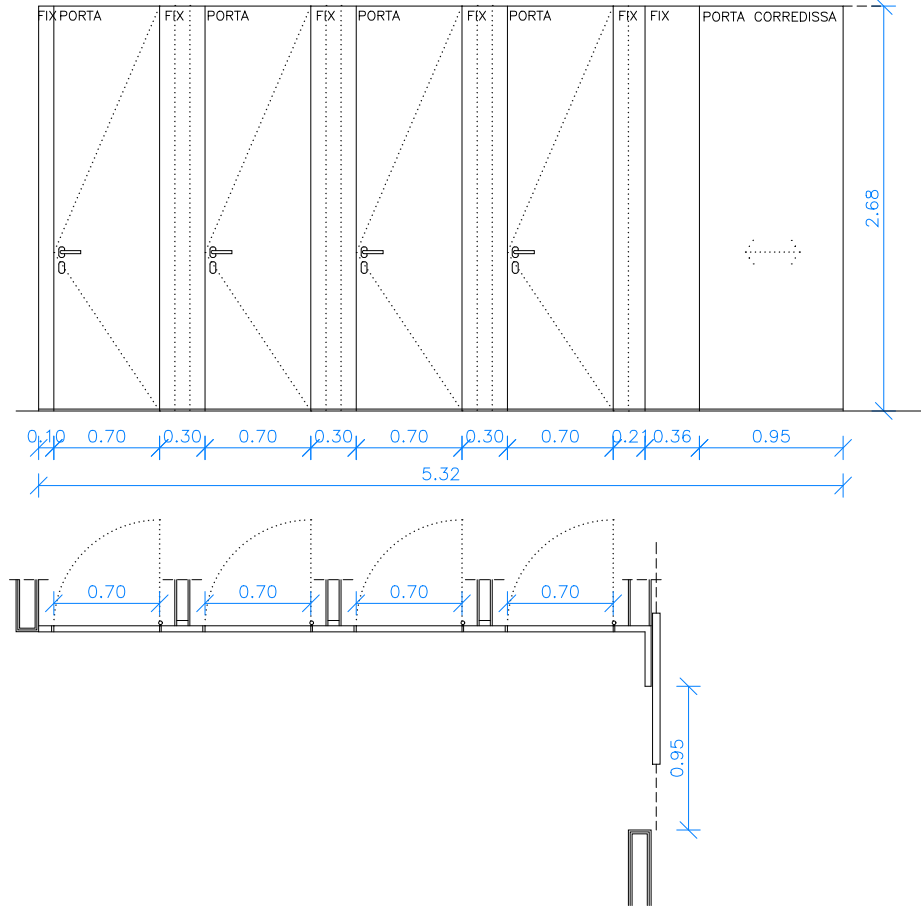 FIX PORTA FIX PORTA FIX PORTA FIX PORTA FIX FIX PORTA CORREDISSA
2.68
0.10 0.70 0.30 0.70 0.30 0.70 0.30 0.70 0.21 0.36 0.95
5.32
0.70 0.70 0.70 0.70
0.95